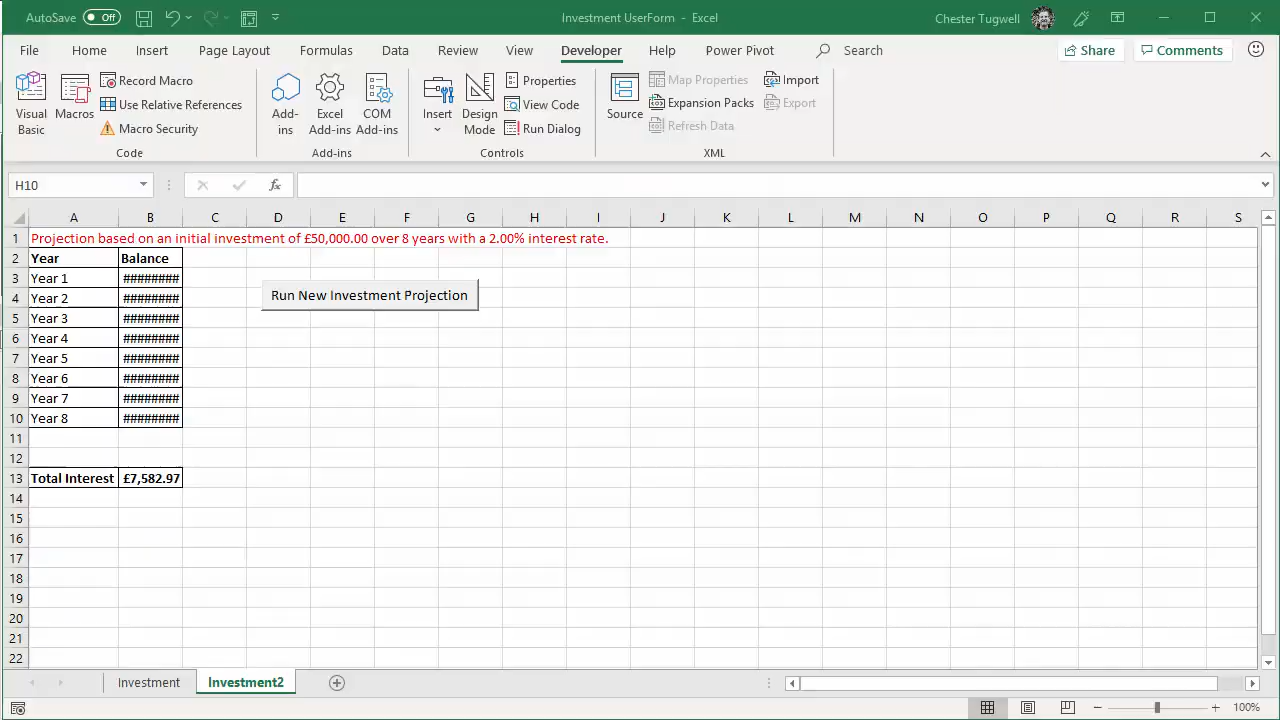 AutoSave Off
Investment UserForm - Excel
Chester Tugwell
File Home Insert Page Layout Formulas Data Review View Developer Help Power Pivot Search Share Comments
Visual Basic
Macros
Record Macro
Use Relative References
Macro Security
Code
Add-ins
Excel Add-ins
COM Add-ins
Add-ins
Insert
Design Mode
Properties
View Code
Run Dialog
Controls
Source
Map Properties
Expansion Packs
Refresh Data
Import
Export
XML
H10 fx
A B C D E F G H I J K L M N O P Q R S
1 Projection based on an initial investment of £50,000.00 over 8 years with a 2.00% interest rate.
2 Year Balance
3 Year 1 ########
Run New Investment Projection
4 Year 2 ########
5 Year 3 ########
6 Year 4 ########
7 Year 5 ########
8 Year 6 ########
9 Year 7 ########
10 Year 8 ########
11
12
13 Total Interest £7,582.97
14
15
16
17
18
19
20
21
22
Investment Investment2
100%